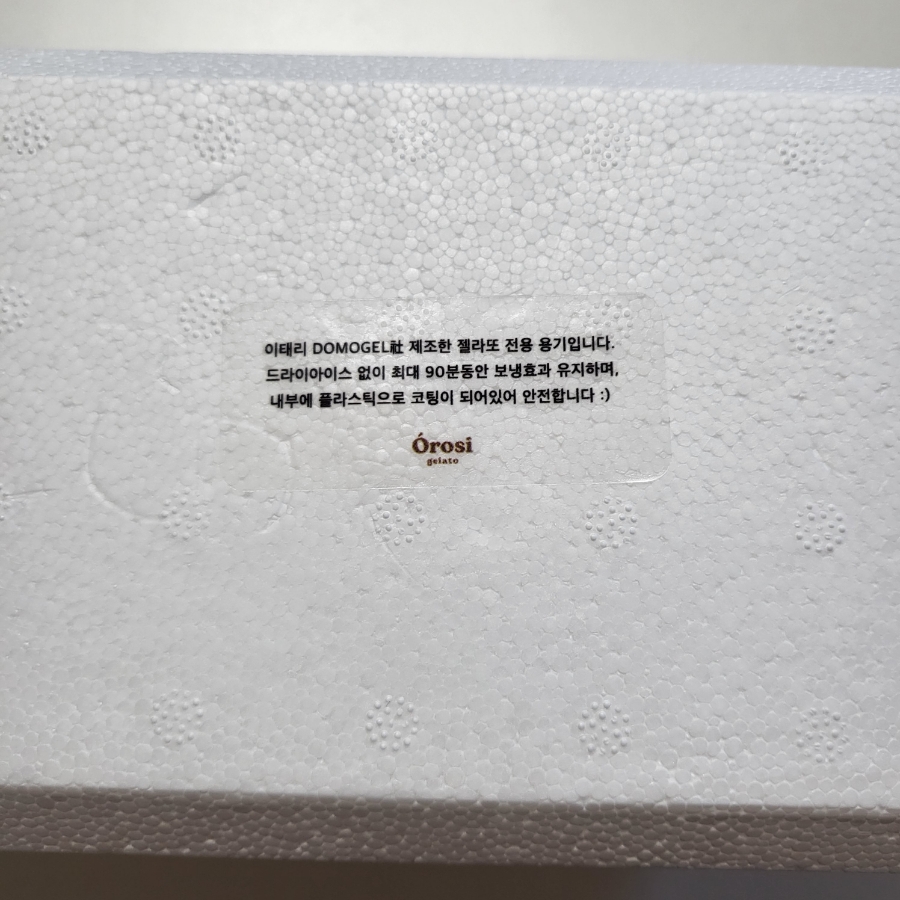 이태리 DOMOGEL社 제조한 젤라또 전용 용기입니다.
드라이아이스 없이 최대 90분동안 보냉효과 유지하며,
내부에 플라스틱으로 코팅이 되어있어 안전합니다 :)
Órosi
gelato